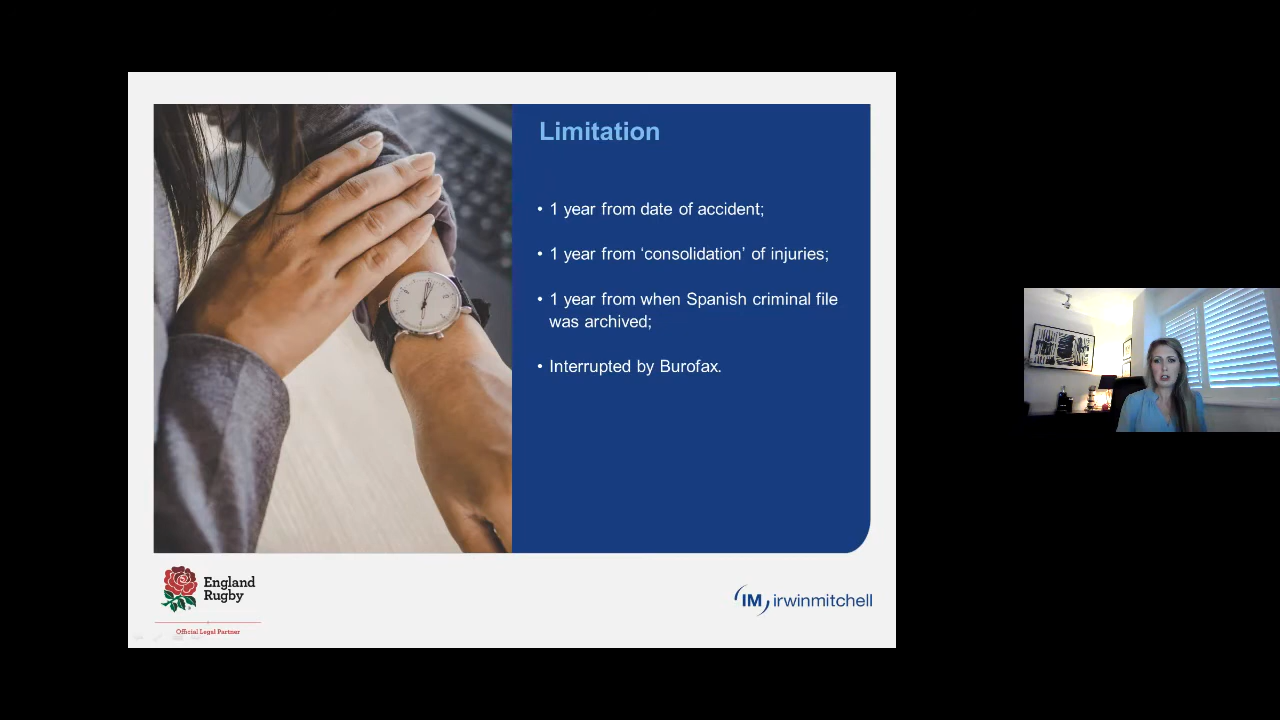 Limitation
• 1 year from date of accident;
• 1 year from ‘consolidation’ of injuries;
• 1 year from when Spanish criminal file
was archived;
• Interrupted by Burofax.
England
Rugby
Official Legal Partner
IM irwinmitchell